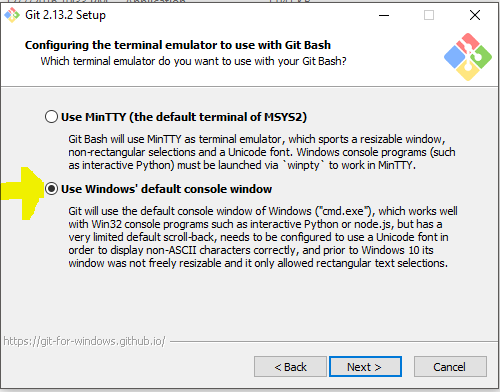 Git 2.13.2 Setup
Configuring the terminal emulator to use with Git Bash
Which terminal emulator do you want to use with your Git Bash?
Use MinTTY (the default terminal of MSYS2)
Git Bash will use MinTTY as terminal emulator, which sports a resizable window,
non-rectangular selections and a Unicode font. Windows console programs (such
as interactive Python) must be launched via `winpty` to work in MinTTY.
Use Windows' default console window
Git will use the default console window of Windows ("cmd.exe"), which works well
with Win32 console programs such as interactive Python or node.js, but has a
very limited default scroll-back, needs to be configured to use a Unicode font in
order to display non-ASCII characters correctly, and prior to Windows 10 its
window was not freely resizable and it only allowed rectangular text selections.
https://git-for-windows.github.io/
< Back
Next >
Cancel